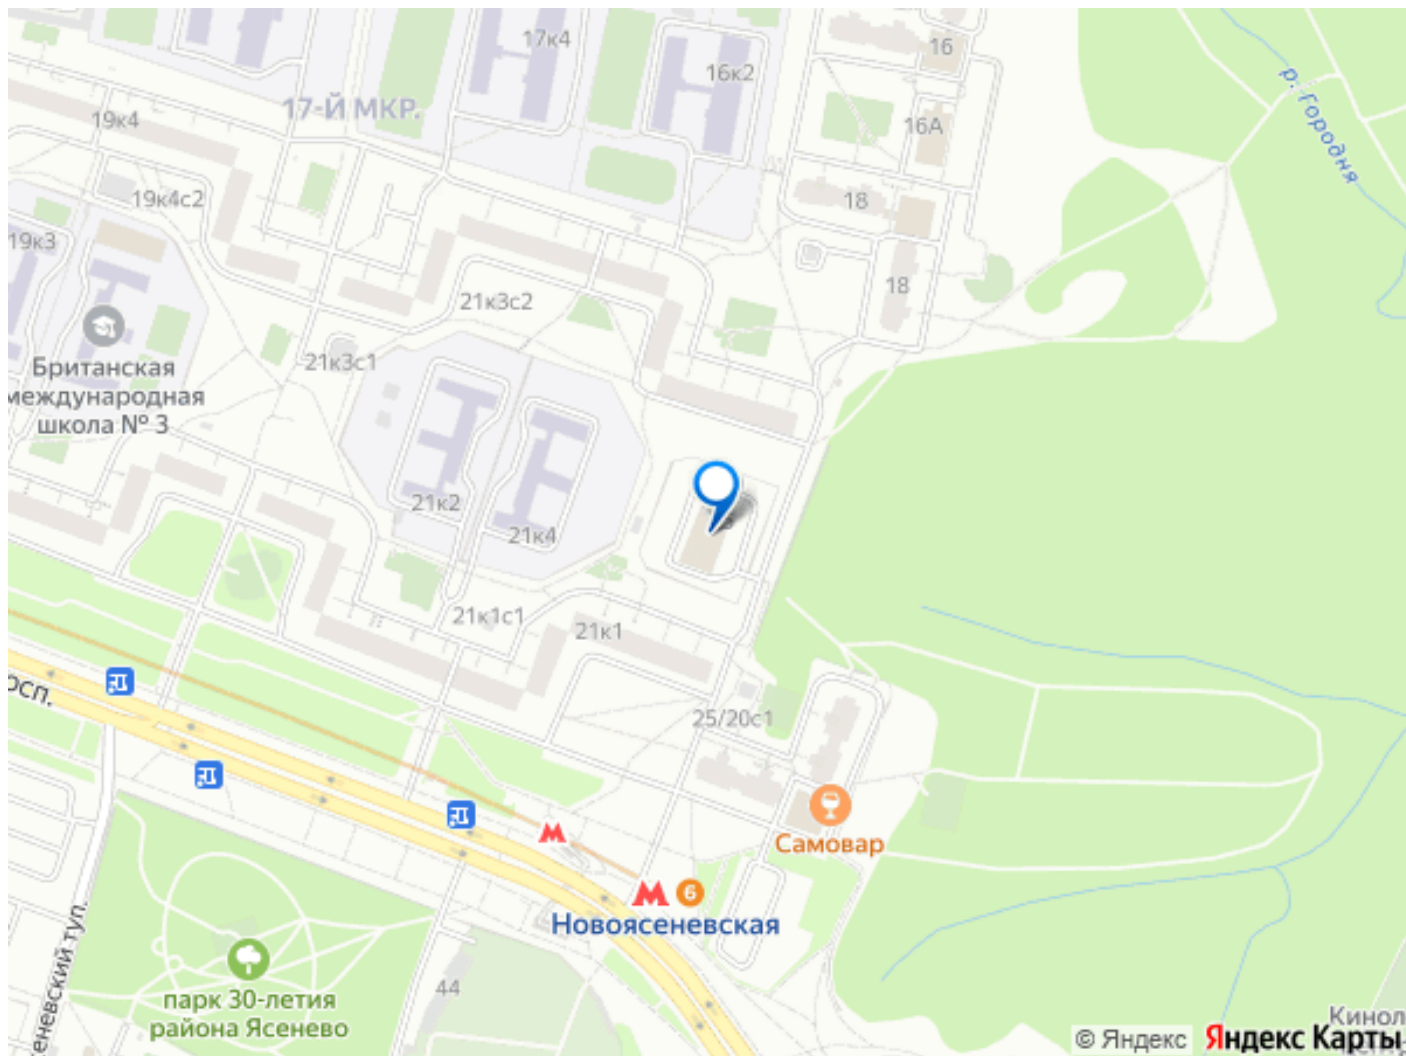 16
17к4
16к2
р. Городня
17-Й МКР.
19к4
16А
19к4с2
18
19к3
18
21к3с2
21к3с1
Британская
международная
школа № 3
21к2
21к4
21к1с1
21к1
осп.
25/20с1
Самовар
М
М 6
Новоясеневская
еневский туп.
44
парк 30-летия
района Ясенево
Кинол
© Яндекс Яндекс Карты